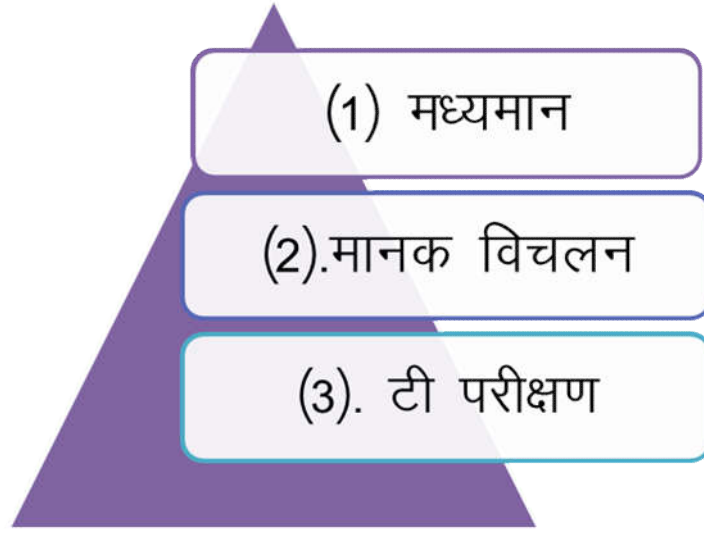 (1) मध्यमान
(2).मानक विचलन
(3). टी परीक्षण